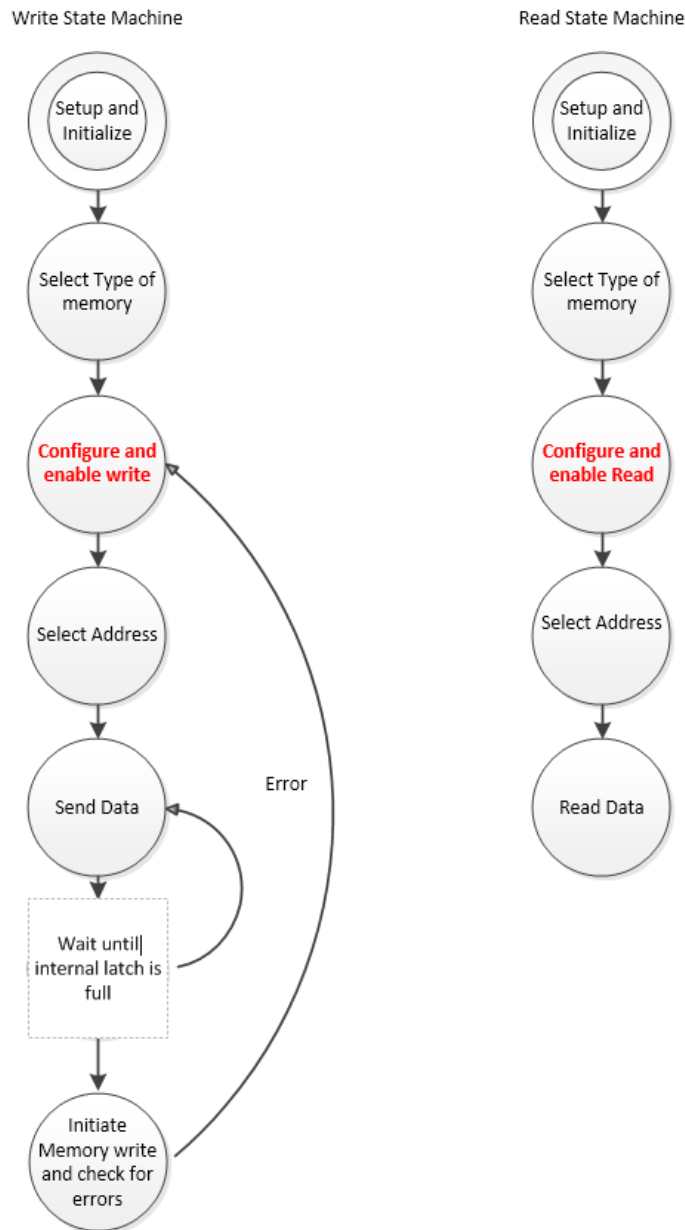 Write State Machine
Setup and
Initialize
Select Type of
memory
Configure and
enable write
Select Address
Send Data
Error
Wait until
internal latch is
full
Initiate
Memory write
and check for
errors
Read State Machine
Setup and
Initialize
Select Type of
memory
Configure and
enable Read
Select Address
Read Data